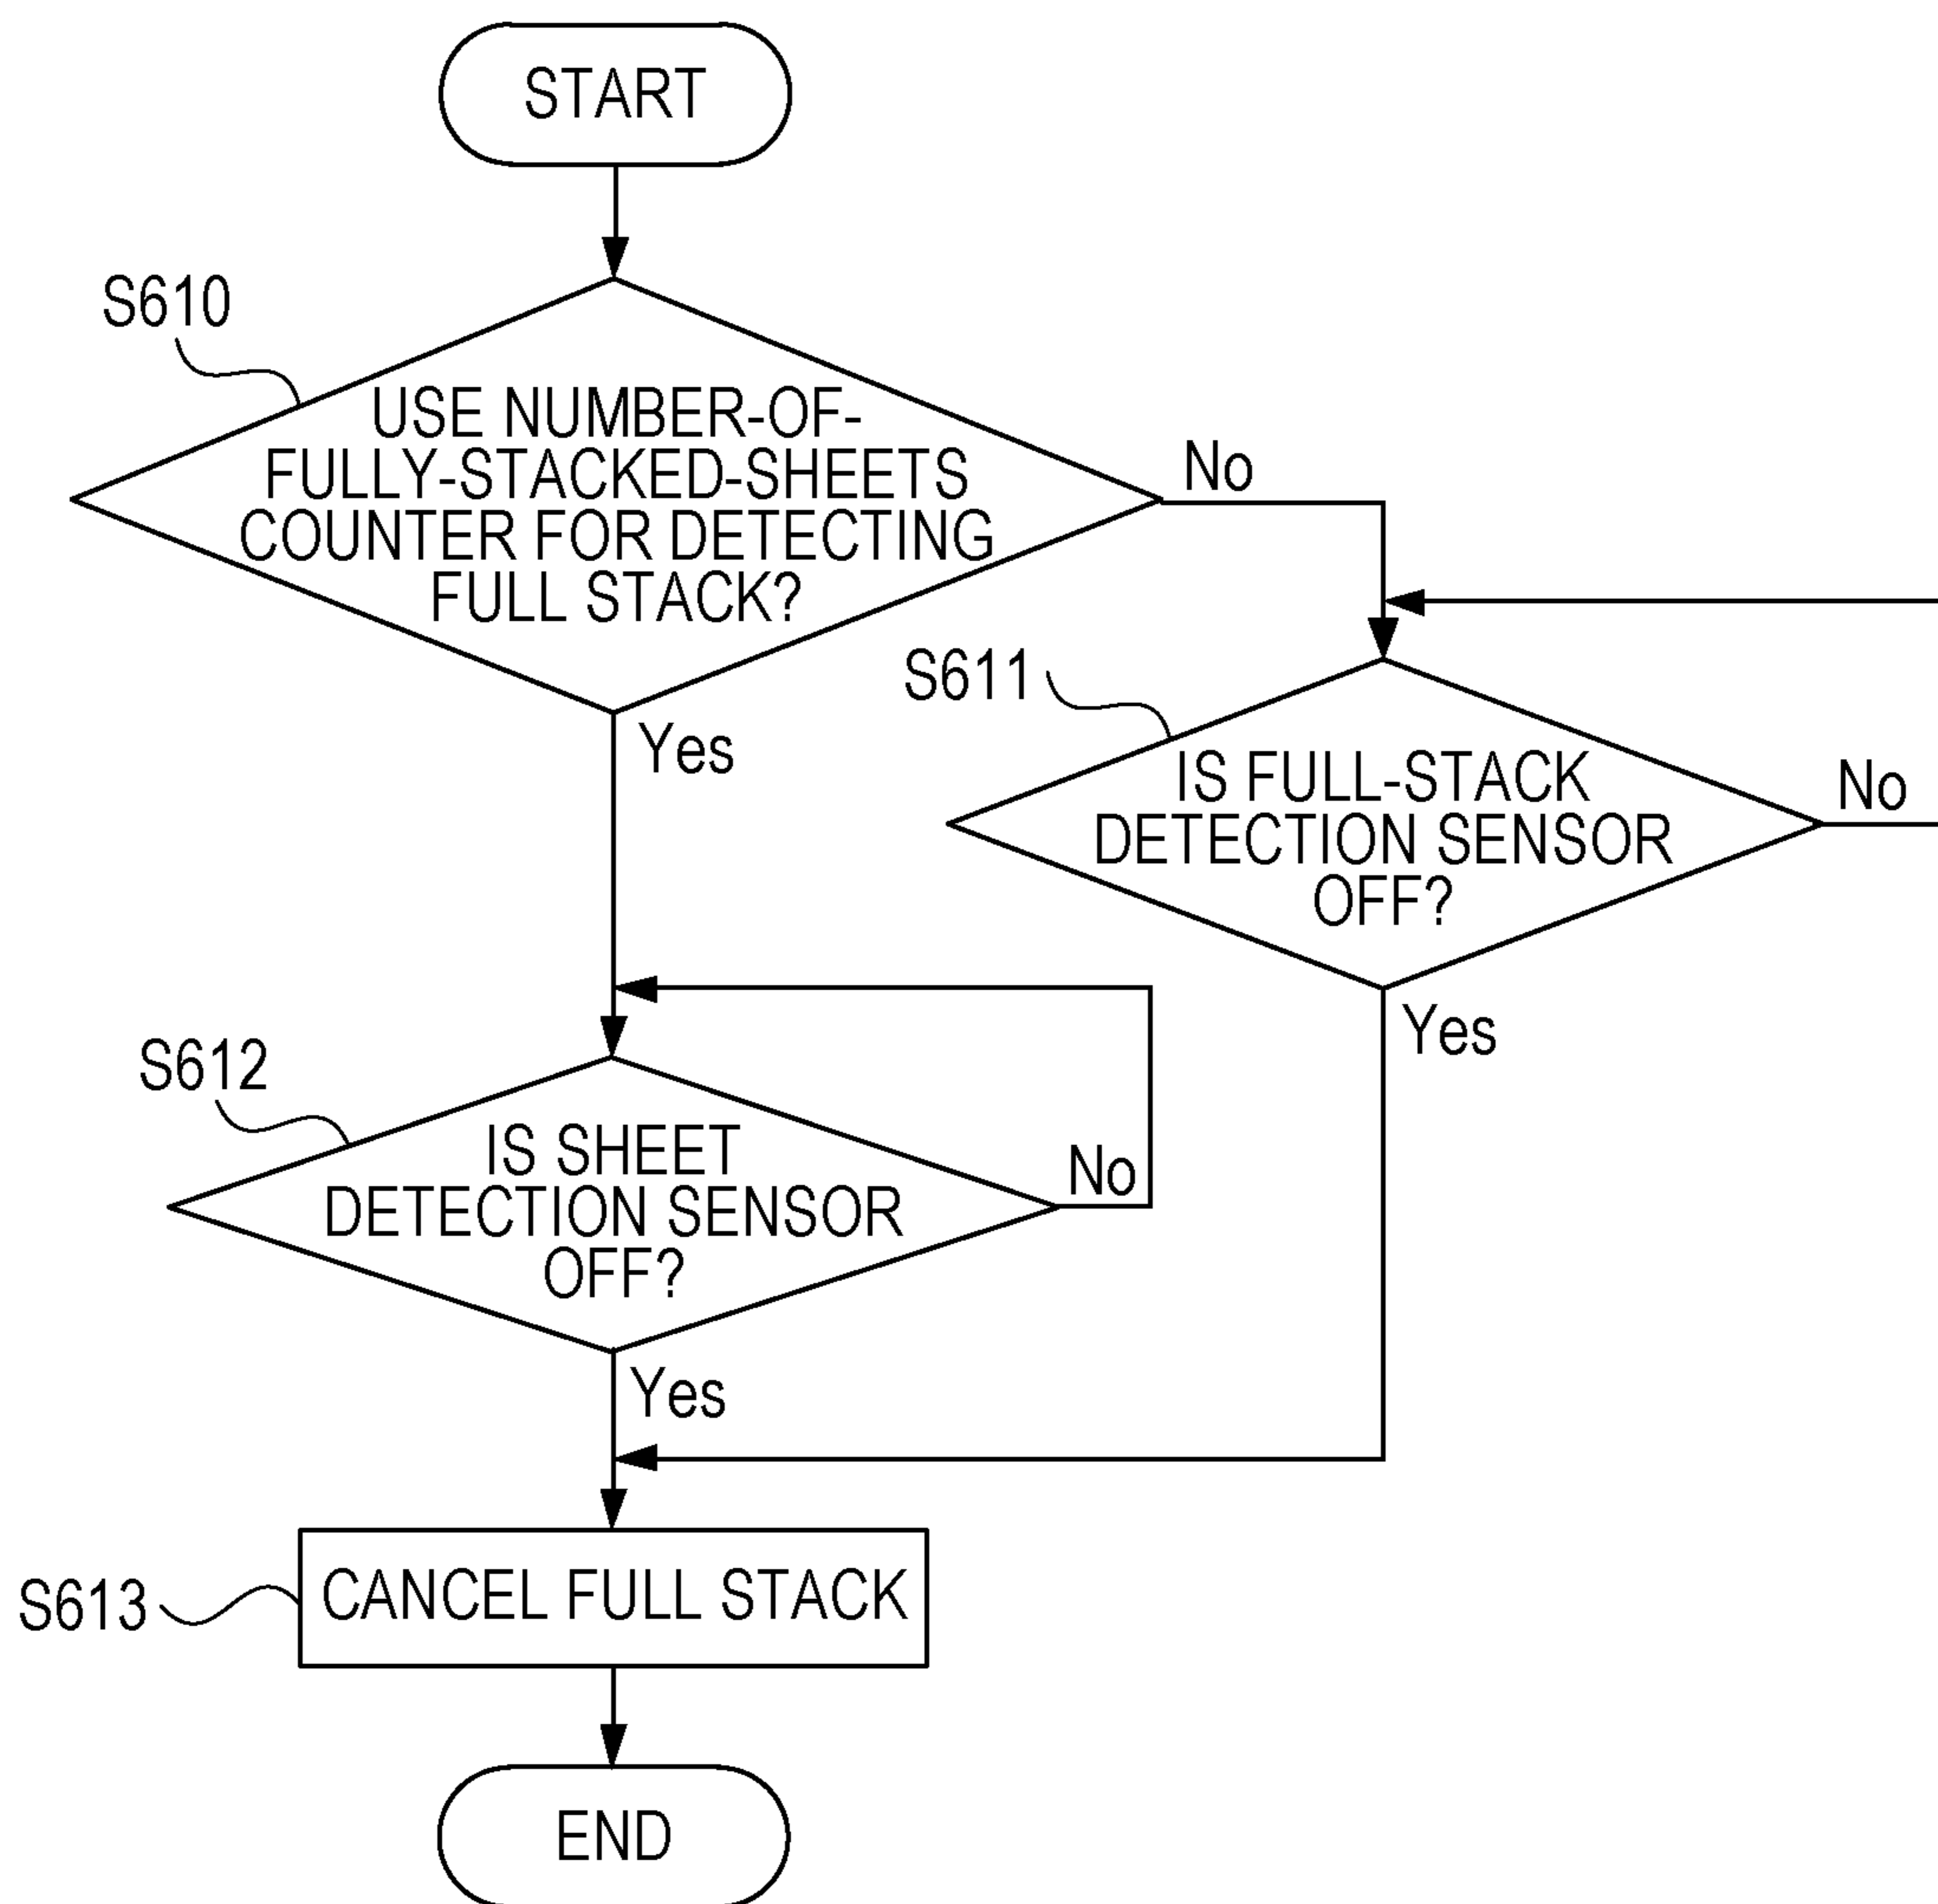 START
S610
USE NUMBER-OF-
FULLY-STACKED-SHEETS
COUNTER FOR DETECTING
FULL STACK?
No
Yes
S611
IS FULL-STACK
DETECTION SENSOR
OFF?
No
Yes
S612
IS SHEET
DETECTION SENSOR
OFF?
No
Yes
S613
CANCEL FULL STACK
END